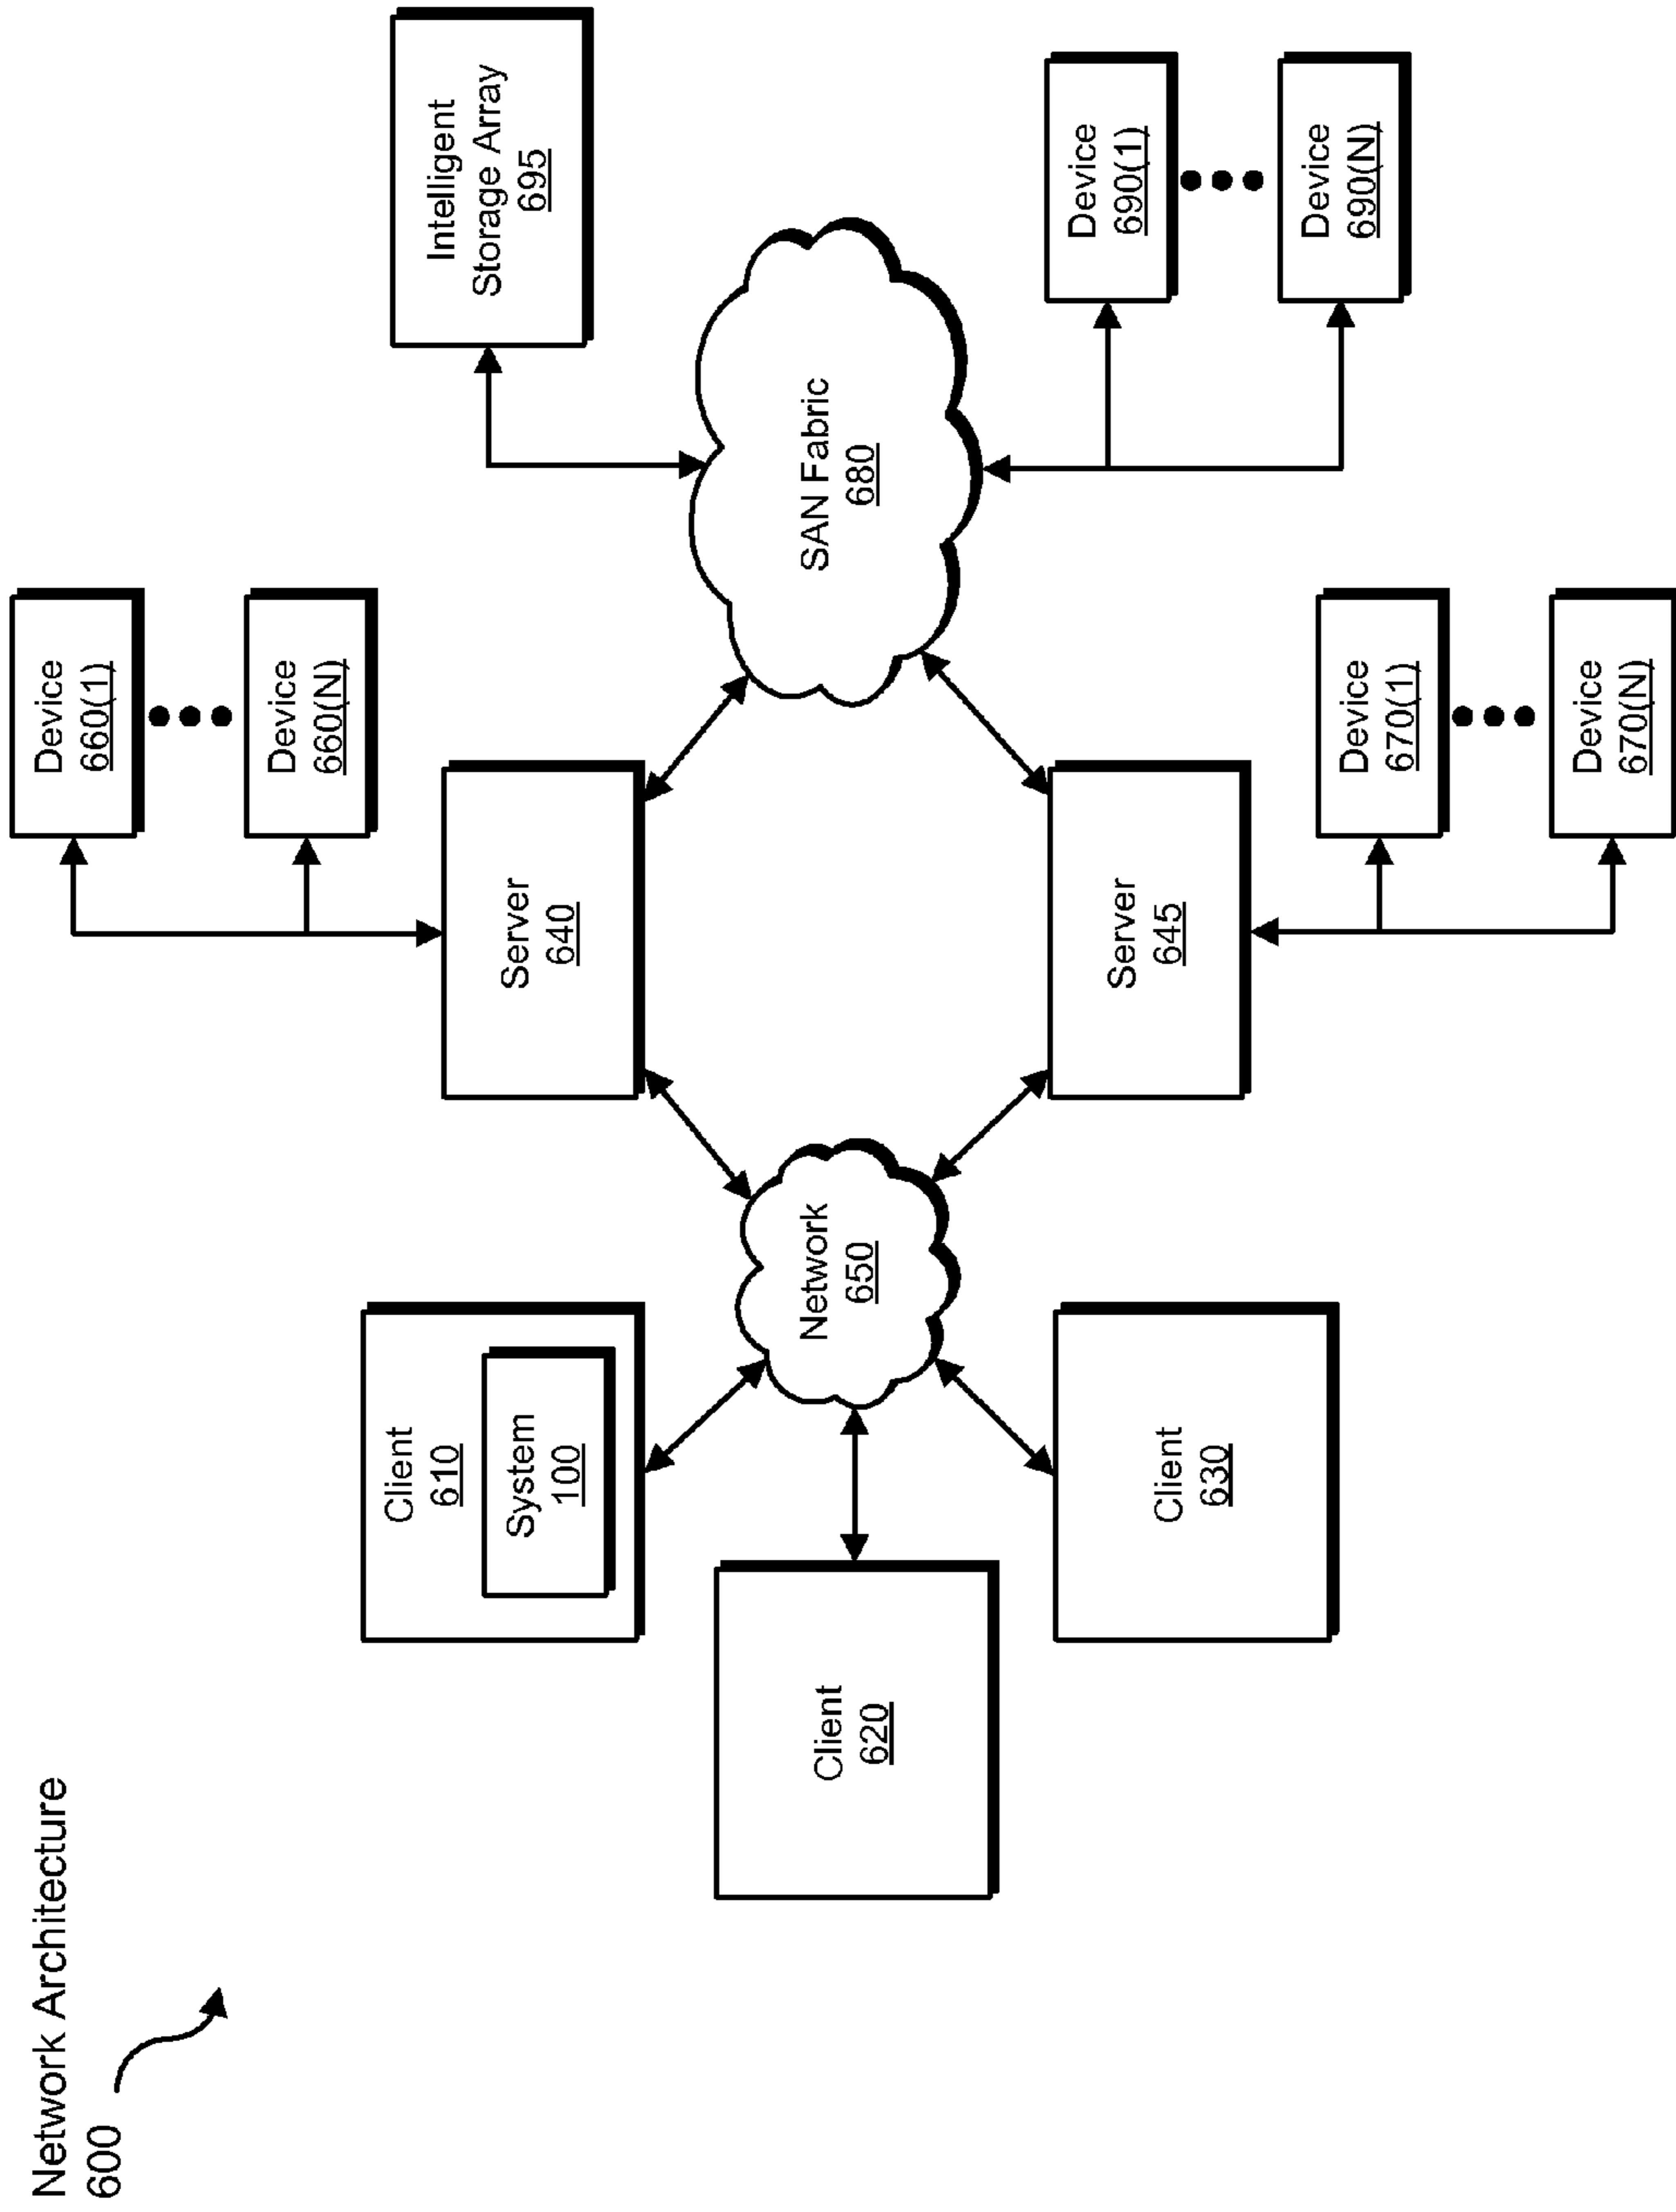 Network Architecture
600
Device
660(1)
Device
660(N)
Intelligent
Storage Array
695
Client
610
System
100
Server
640
Client
620
Network
650
SAN Fabric
680
Client
630
Server
645
Device
690(1)
Device
690(N)
Device
670(1)
Device
670(N)